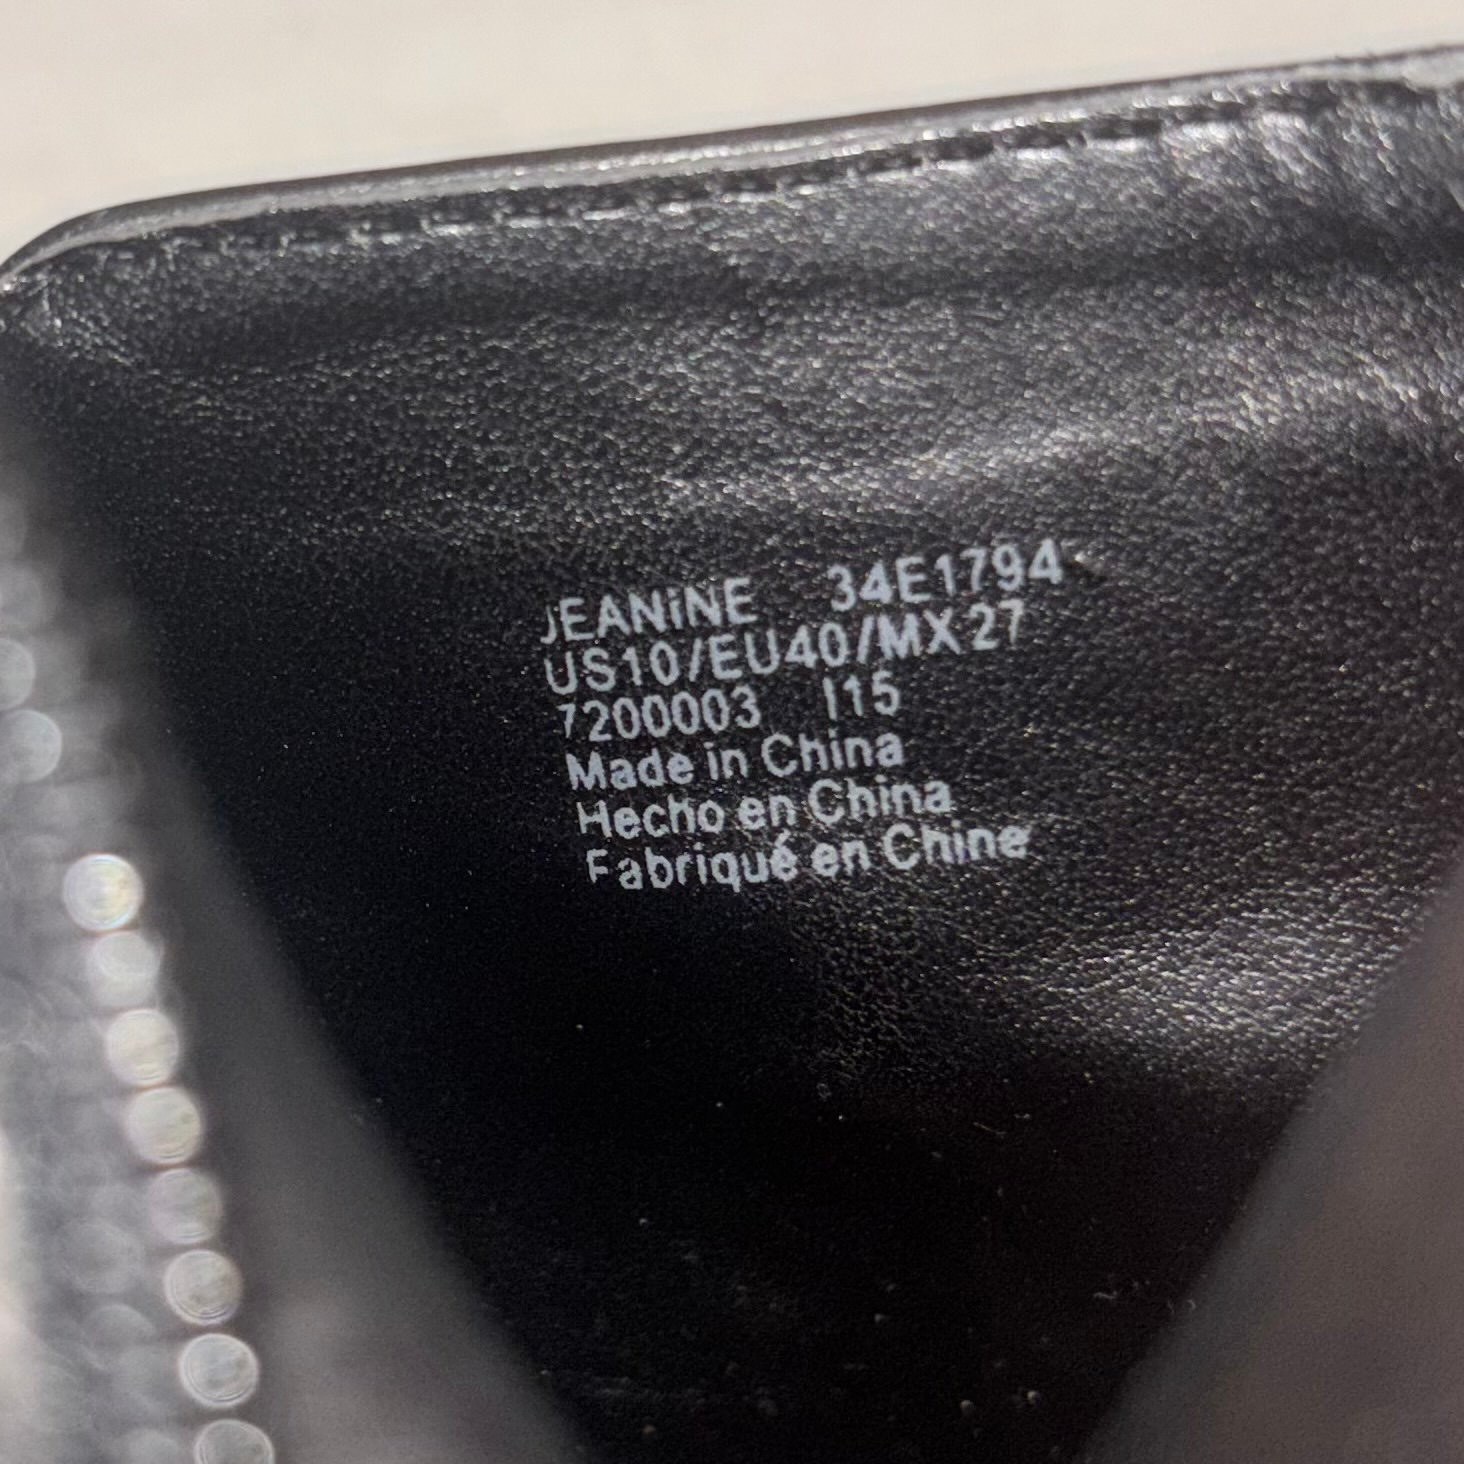 JEANINE 34E1794
US10/EU40/MX27
7200003 I15
Made in China
Hecho en China
Fabriqué en Chine